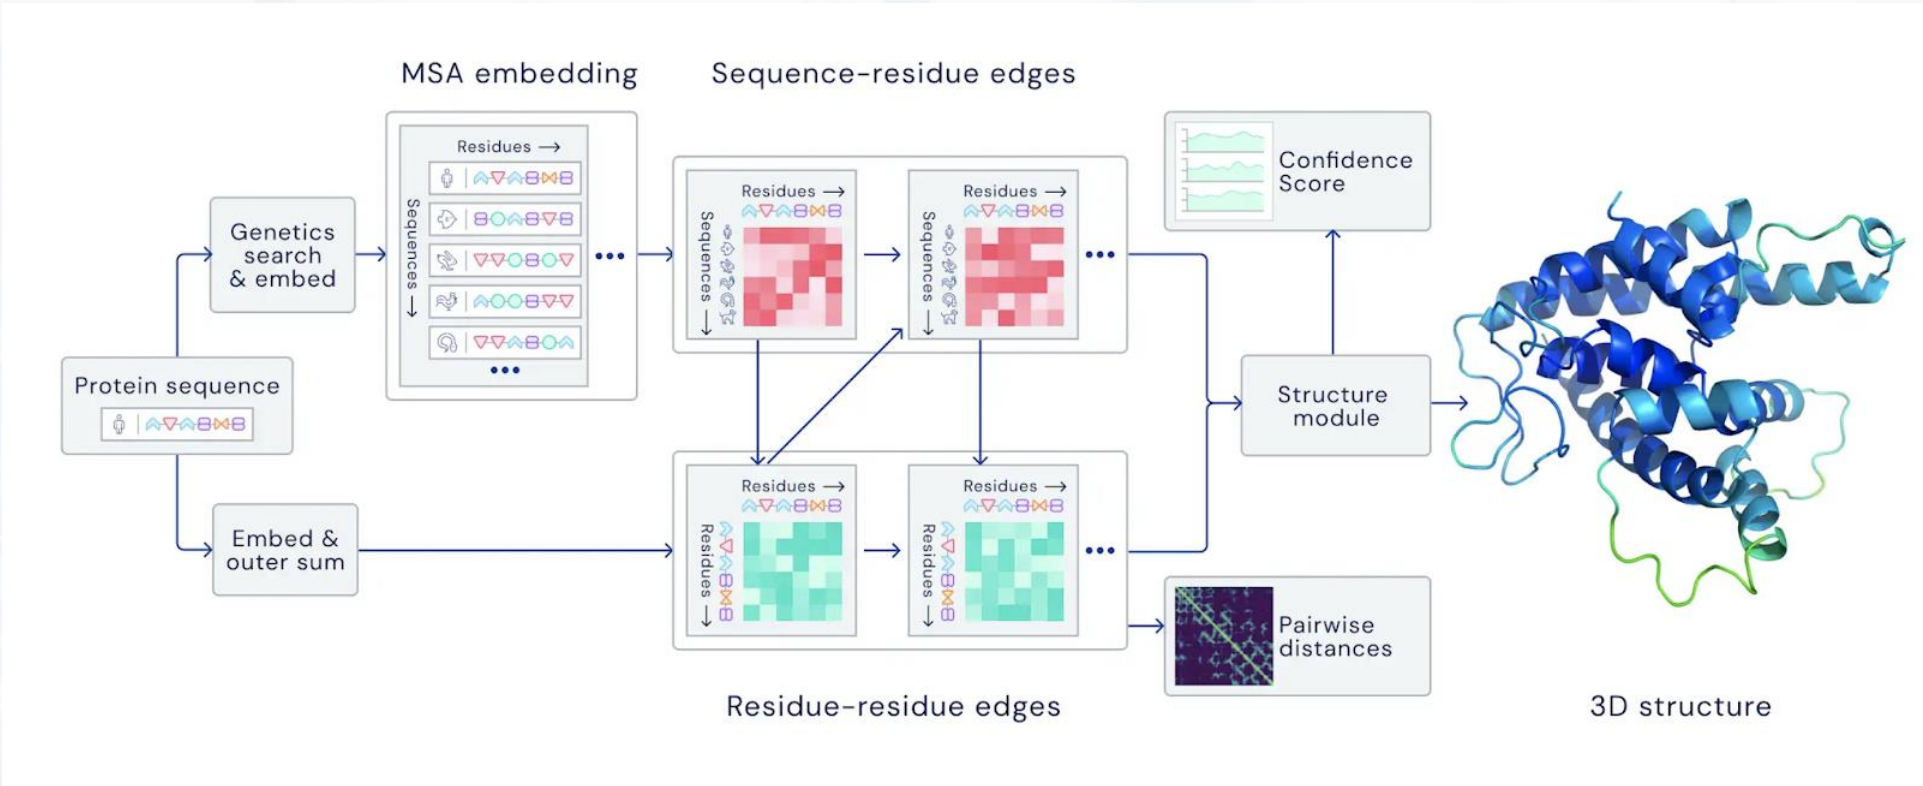 MSA embedding
Sequence-residue edges
Residues
Sequences
Residues
Sequences
Residues
Sequences
Confidence
Score
Genetics
search
& embed
Protein sequence
Structure
module
Embed &
outer sum
Residues
Residues
Residues
Residues
Pairwise
distances
Residue-residue edges
3D structure